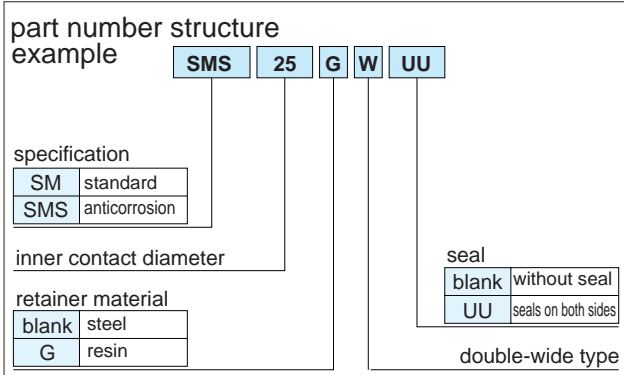 part number structure
example
SMS 25 G W UU
specification
SM standard
SMS anticorrosion
inner contact diameter
retainer material
blank steel
G resin
seal
blank without seal
UU seals on both sides
double-wide type